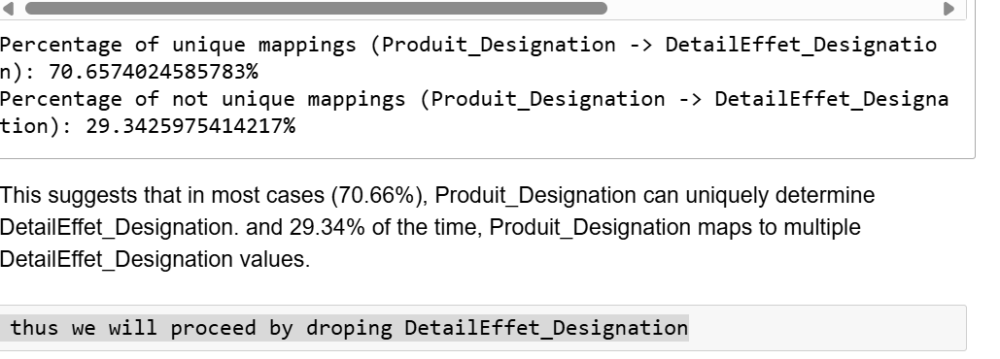 Percentage of unique mappings (Produit_Designation -> DetailEffet_Designatio
n): 70.6574024585783%
Percentage of not unique mappings (Produit_Designation -> DetailEffet_Designa
tion): 29.3425975414217%
This suggests that in most cases (70.66%), Produit_Designation can uniquely determine
DetailEffet_Designation. and 29.34% of the time, Produit_Designation maps to multiple
DetailEffet_Designation values.
thus we will proceed by droping DetailEffet_Designation